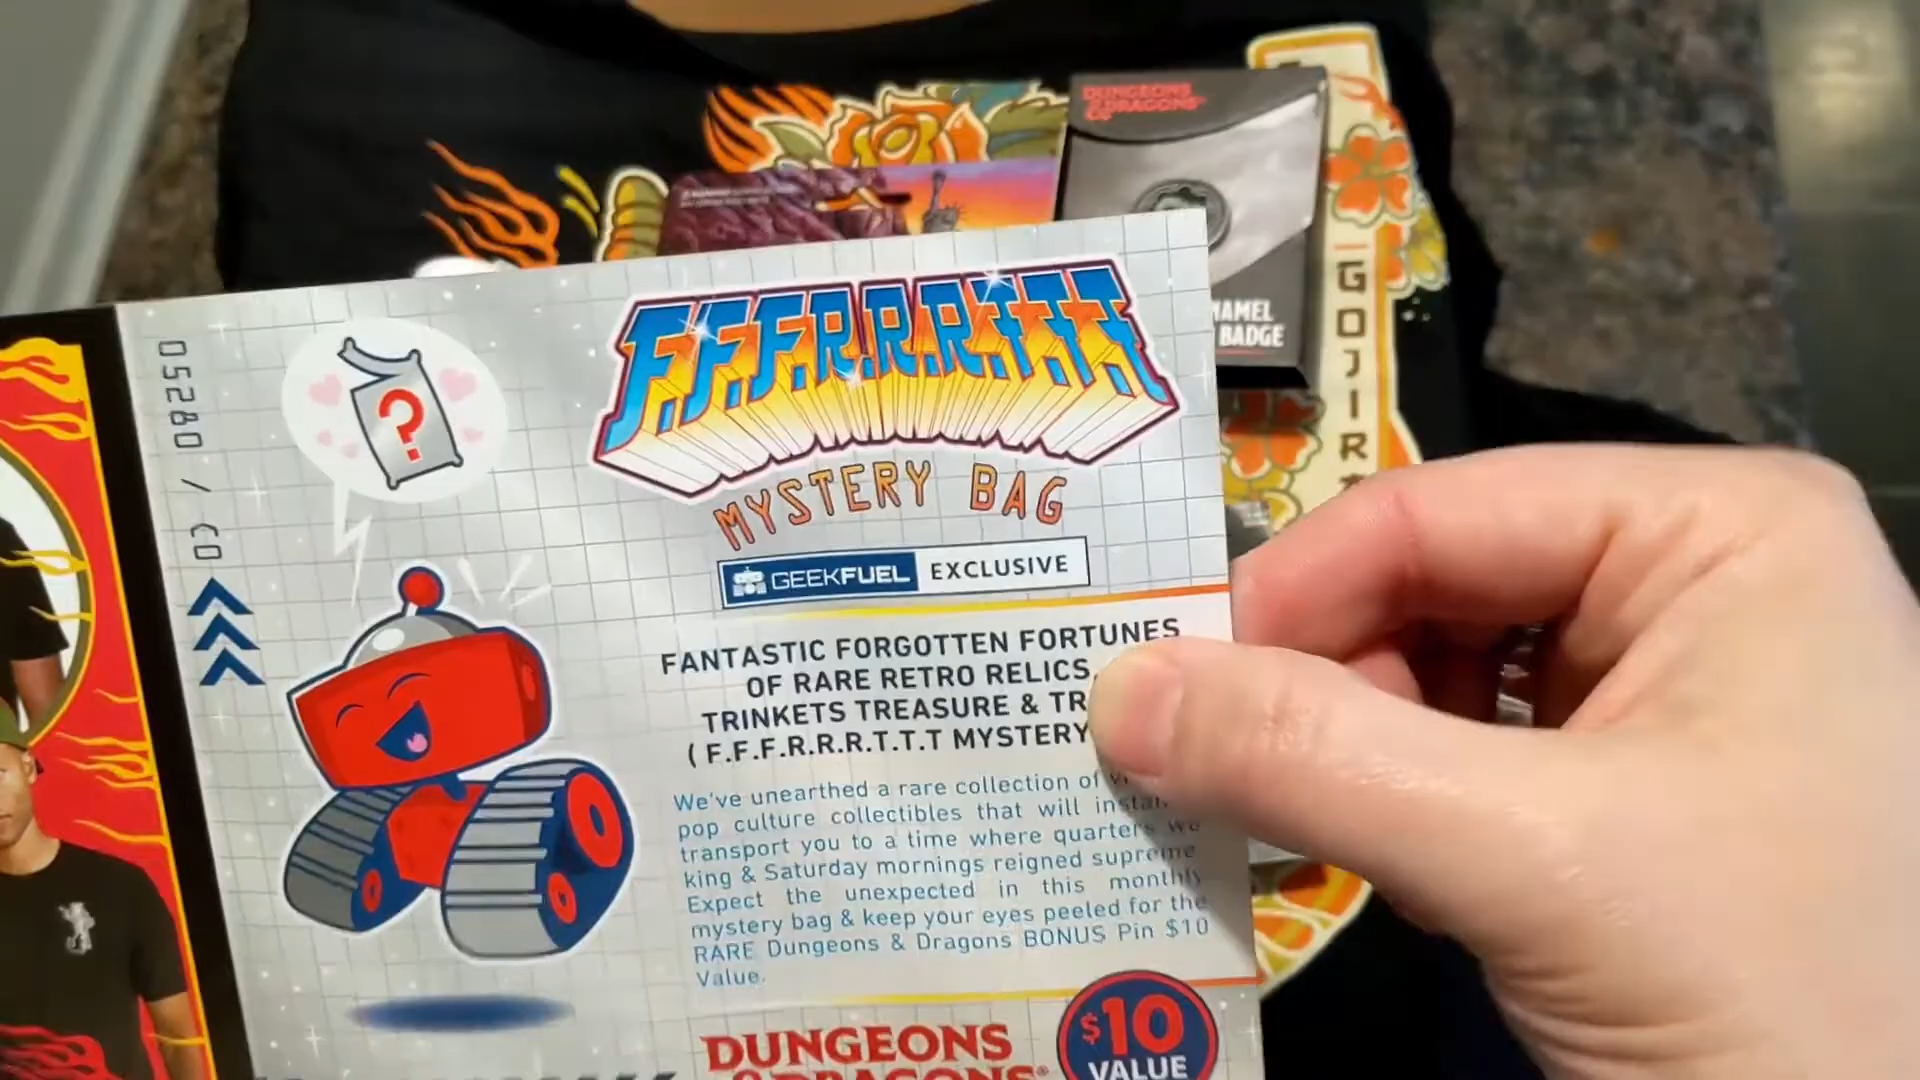 DUNGEONS
& DRAGONS
GOJIR
BADGE
05280 / CO
?
F.F.F.R.R.R.T.T.T
MYSTERY BAG
GEEKFUEL EXCLUSIVE
FANTASTIC FORGOTTEN FORTUNES
OF RARE RETRO RELICS,
TRINKETS TREASURE &
( F.F.F.R.R.R.T.T.T MYSTERY
We've unearthed a rare collection of
pop culture collectibles that will
transport you to a time where quarters
king & Saturday mornings reigned supreme
Expect the unexpected in this monthly
mystery bag & keep your eyes peeled for the
RARE Dungeons & Dragons BONUS Pin $10
Value.
DUNGEONS
& DRAGONS
$10
VALUE